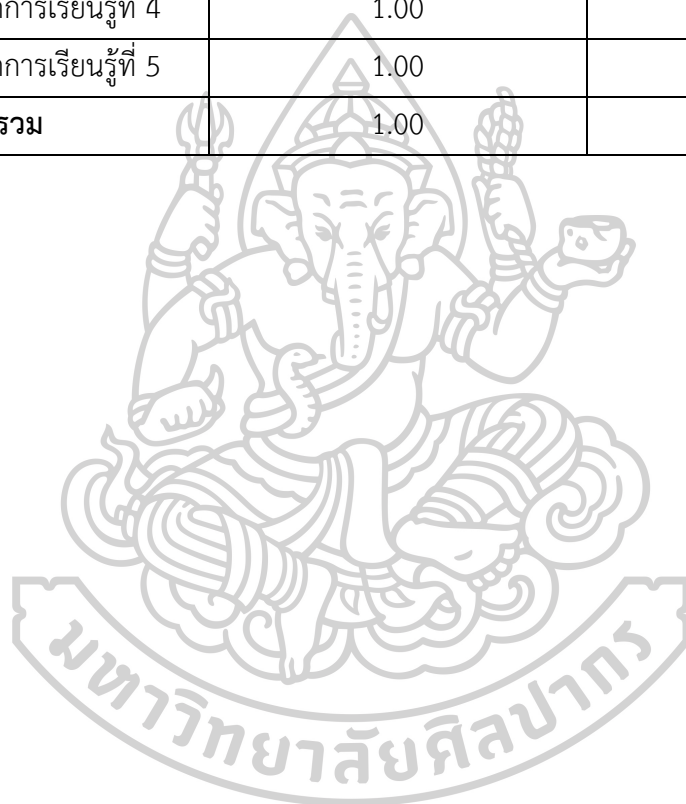 การเรียนรู้ที่ 4 1.00
การเรียนรู้ที่ 5 1.00
รวม 1.00
มหาวิทยาลัยศิลปากร